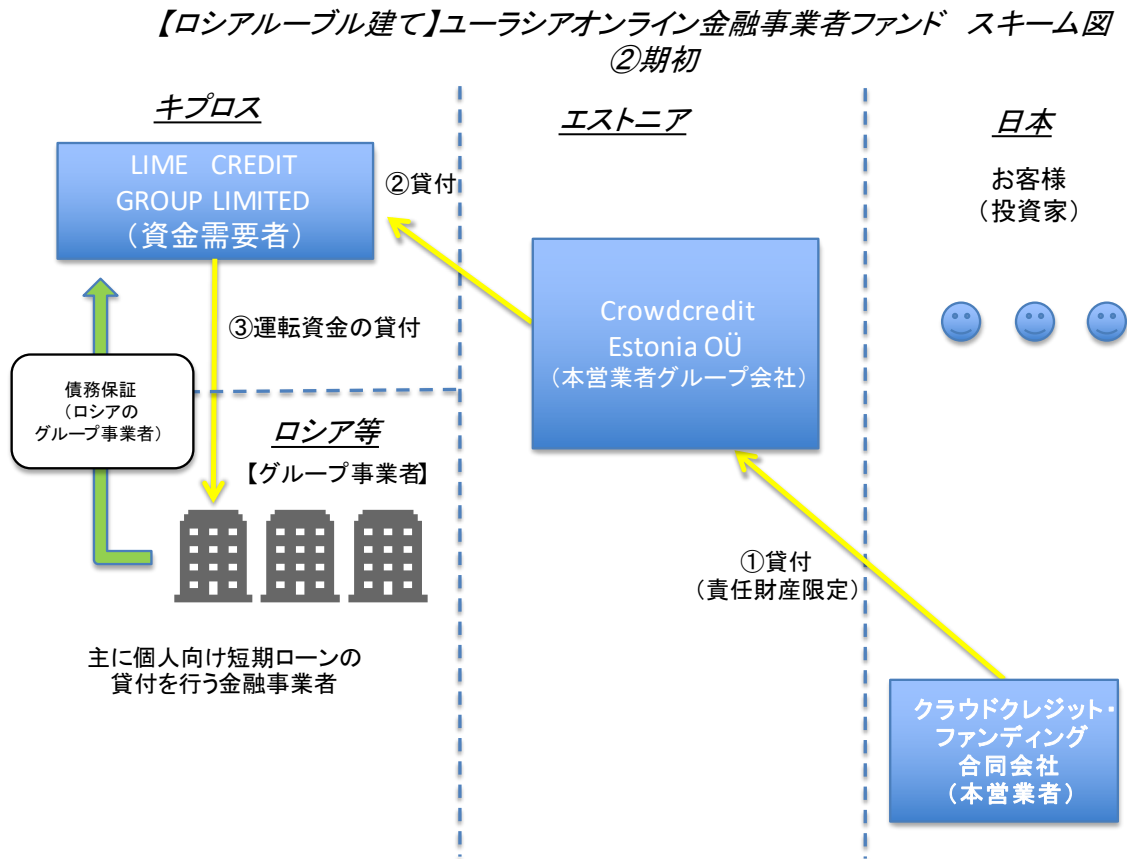 【ロシアルーブル建て】ユーラシアオンライン金融事業者ファンド　スキーム図
②期初
キプロス
LIME CREDIT
GROUP LIMITED
（資金需要者）
②貸付
③運転資金の貸付
債務保証
（ロシアの
グループ事業者）
ロシア等
【グループ事業者】
主に個人向け短期ローンの
貸付を行う金融事業者
エストニア
Crowdcredit
Estonia OÜ
（本営業者グループ会社）
①貸付
（責任財産限定）
日本
お客様
（投資家）
クラウドクレジット・
ファンディング
合同会社
（本営業者）